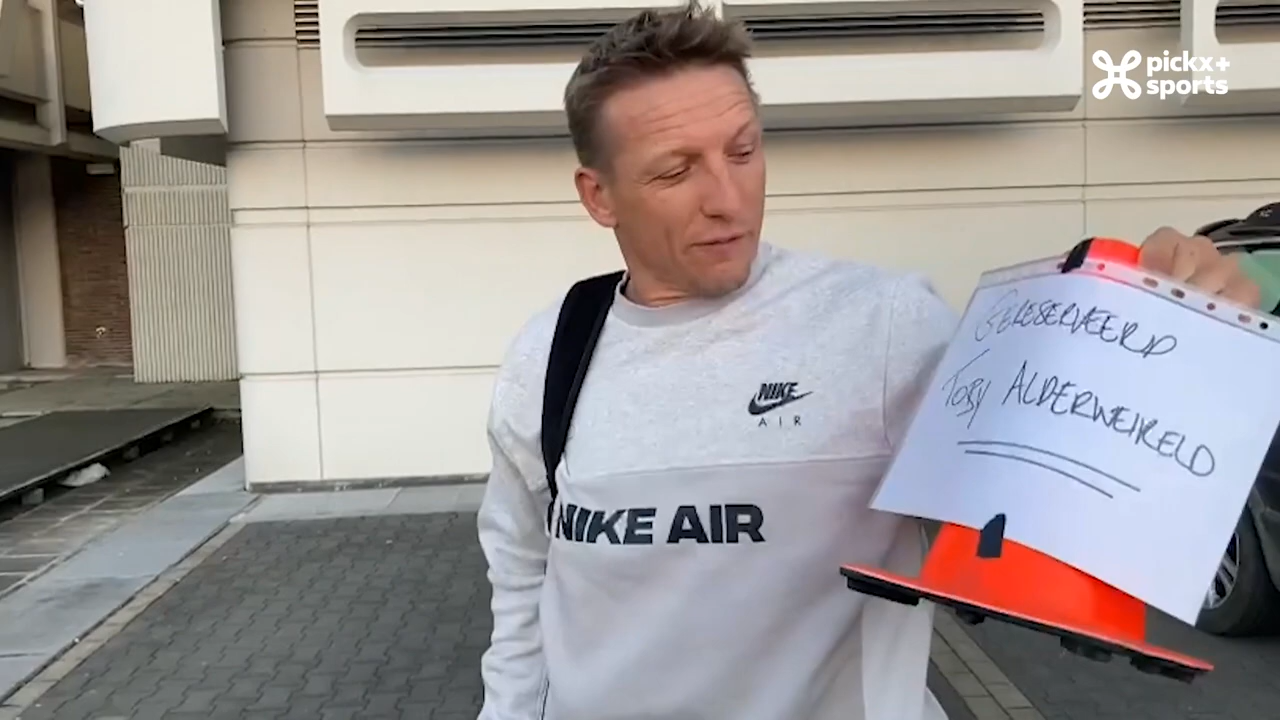 pickx+
sports
GERESERVEERD
TOBY ALDERWEIRELD
NIKE
AIR
NIKE AIR